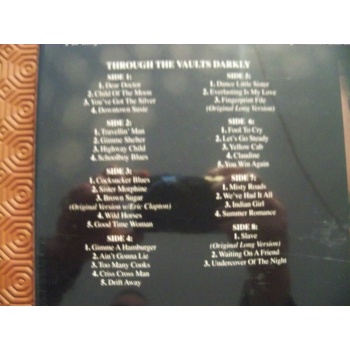 THROUGH THE VAULTS DARKLY
SIDE 1:
1. Dear Doctor
2. Child Of The Moon
3. You've Got The Silver
4. Downtown Susie
SIDE 2:
1. Travellin' Man
2. Gimme Shelter
3. Highway Child
4. Schoolboy Blues
SIDE 3:
1. Cocksucker Blues
2. Sister Morphine
3. Brown Sugar
(Original Version w/Eric Clapton)
4. Wild Horses
5. Good Time Woman
SIDE 4:
1. Gimme A Hamburger
2. Ain't Gonna Lie
3. Too Many Cooks
4. Criss Cross Man
5. Drift Away
SIDE 5:
1. Dance Little Sister
2. Everlasting Is My Love
3. Fingerprint File
(Original Long Version)
SIDE 6:
1. Fool To Cry
2. Let's Go Steady
3. Yellow Cab
4. Claudine
5. You Win Again
SIDE 7:
1. Misty Roads
2. We've Had It All
3. Indian Girl
4. Summer Romance
SIDE 8:
1. Slave
(Original Long Version)
2. Waiting On A Friend
3. Undercover Of The Night